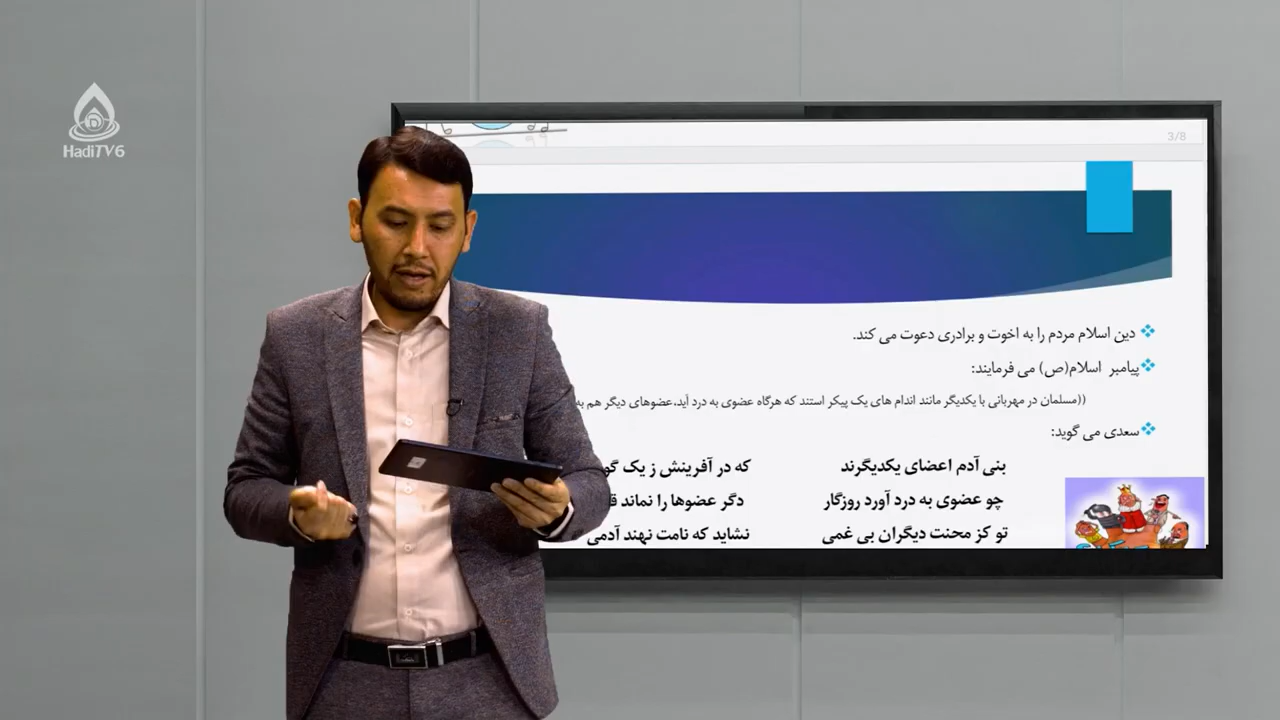 HadiTV6
3/8
دین اسلام مردم را به اخوت و برادری دعوت می کند.
پیامبر اسلام(ص) می فرمایند:
((مسلمان در مهربانی با یکدیگر مانند اندام های یک پیکر استند که هرگاه عضوی به درد آید.عضوهای دیگر هم
سعدی می گوید:
بنی آدم اعضای یکدیگرند که در آفرینش ز یک
چو عضوی به درد آورد روزگار دگر عضوها را نماند
تو کز محنت دیگران بی غمی نشاید که نامت نهند آدمی